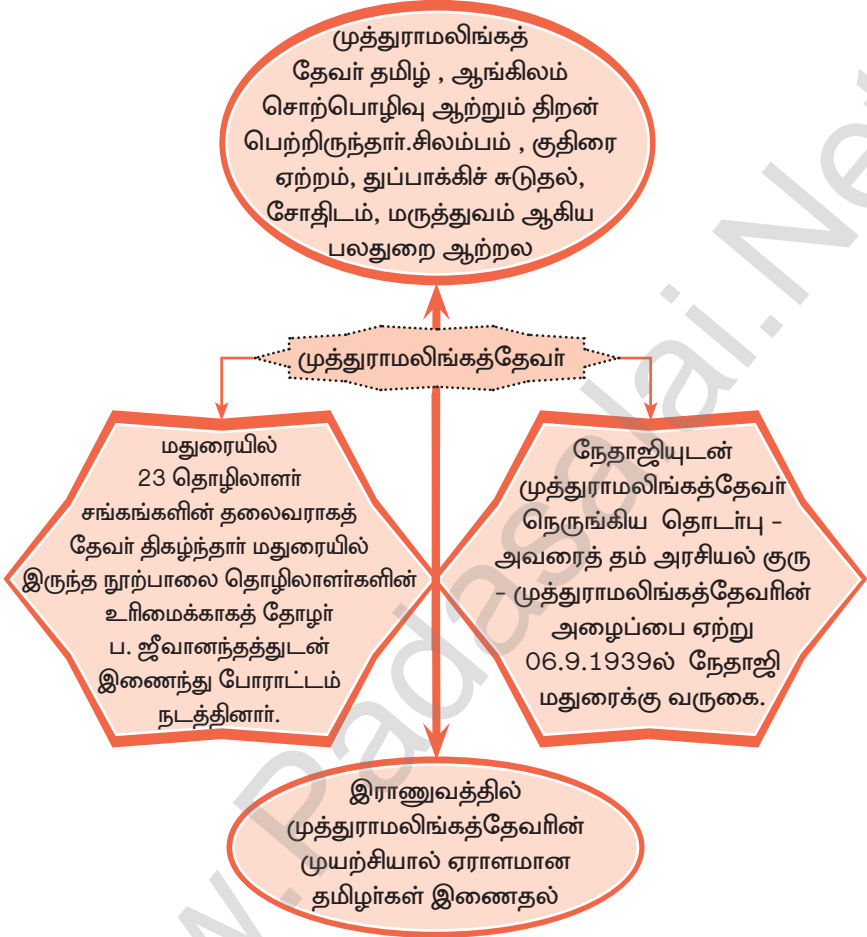 முத்துராமலிங்கத்
தேவர் தமிழ் , ஆங்கிலம்
சொற்பொழிவு ஆற்றும் திறன்
பெற்றிருந்தார்.சிலம்பம் , குதிரை
ஏற்றம், துப்பாக்கிச் சுடுதல்,
சோதிடம், மருத்துவம் ஆகிய
பலதுறை ஆற்றல
முத்துராமலிங்கத்தேவர்
மதுரையில்
23 தொழிலாளர்
சங்கங்களின் தலைவராகத்
தேவர் திகழ்ந்தார் மதுரையில்
இருந்த நூற்பாலை தொழிலாளர்களின்
உரிமைக்காகத் தோழர்
ப. ஜீவானந்தத்துடன்
இணைந்து போராட்டம்
நடத்தினார்.
நேதாஜியுடன்
முத்துராமலிங்கத்தேவர்
நெருங்கிய தொடர்பு -
அவரைத் தம் அரசியல் குரு
- முத்துராமலிங்கத்தேவரின்
அழைப்பை ஏற்று
06.9.1939ல் நேதாஜி
மதுரைக்கு வருகை.
இராணுவத்தில்
முத்துராமலிங்கத்தேவரின்
முயற்சியால் ஏராளமான
தமிழர்கள் இணைதல்
w.Padasalai.Ne